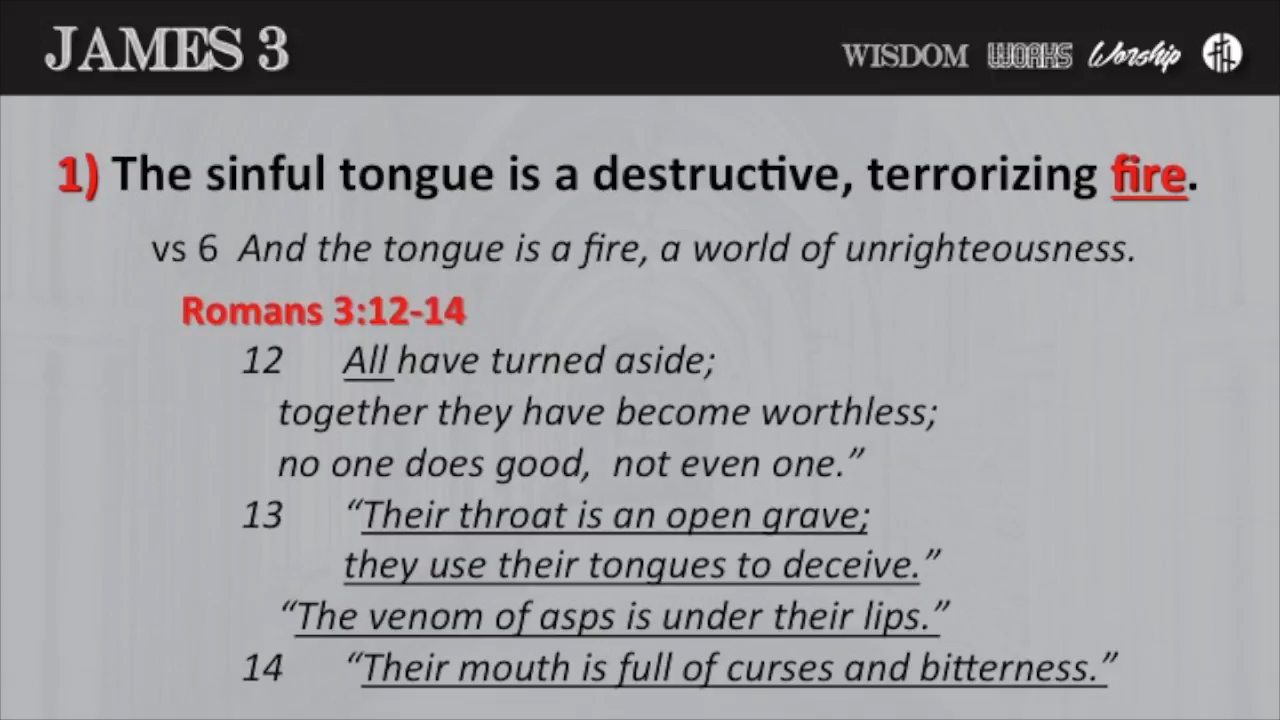 JAMES 3
WISDOM WORKS Worship
1) The sinful tongue is a destructive, terrorizing fire.
vs 6 And the tongue is a fire, a world of unrighteousness.
Romans 3:12-14
12 All have turned aside;
together they have become worthless;
no one does good, not even one.”
13 “Their throat is an open grave;
they use their tongues to deceive.”
“The venom of asps is under their lips.”
14 “Their mouth is full of curses and bitterness.”